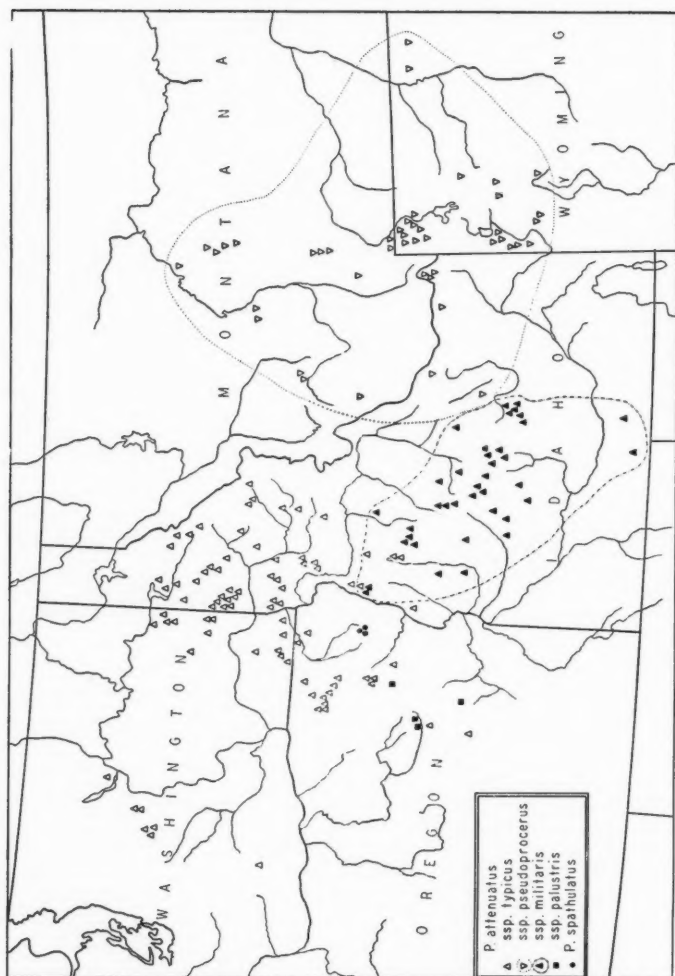 WASHINGTON
MONTANA
OREGON
IDAHO
WYOMING
P. attenuatus
ssp. typicus
ssp. pseudoprocerus
ssp. militaris
ssp. palustris
P. spathulatus